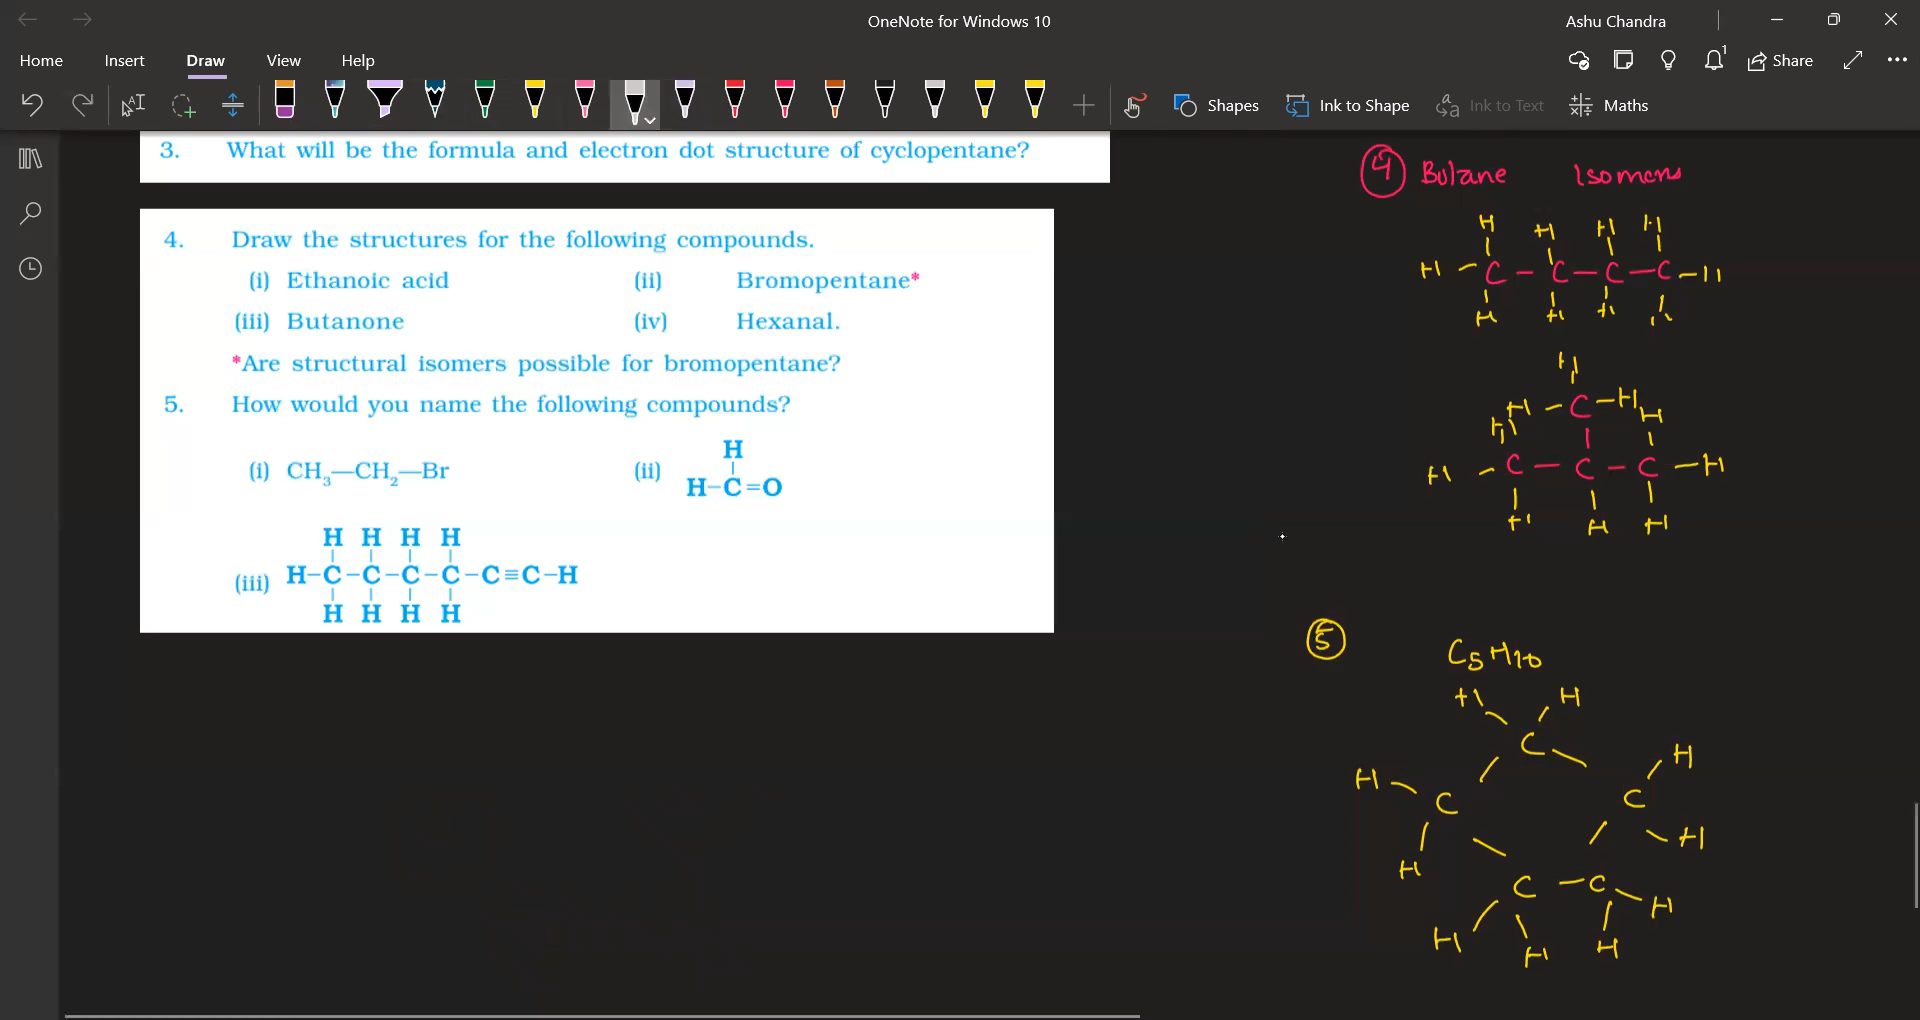 OneNote for Windows 10
Ashu Chandra
Home Insert Draw View Help
1
Share
Shapes Ink to Shape Ink to Text Maths
3. What will be the formula and electron dot structure of cyclopentane?
4. Draw the structures for the following compounds.
(i) Ethanoic acid (ii) Bromopentane*
(iii) Butanone (iv) Hexanal.
*Are structural isomers possible for bromopentane?
5. How would you name the following compounds?
H
(i) CH₃—CH₂—Br (ii) H–C=O
H H H H
(iii) H–C–C–C–C–C≡C–H
H H H H
4 Butane Isomers
H H H H
H – C – C – C – C – H
H H H H
H
H – C – H
H H
H – C – C – C – H
H H H
5
C5H10
H H
C
H C C H
H H
C – C H
H H H